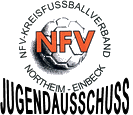 NFV-KREISFUSSBALLVERBAND
NFV
NORTHEIM - EINBECK
JUGENDAUSSCHUSS